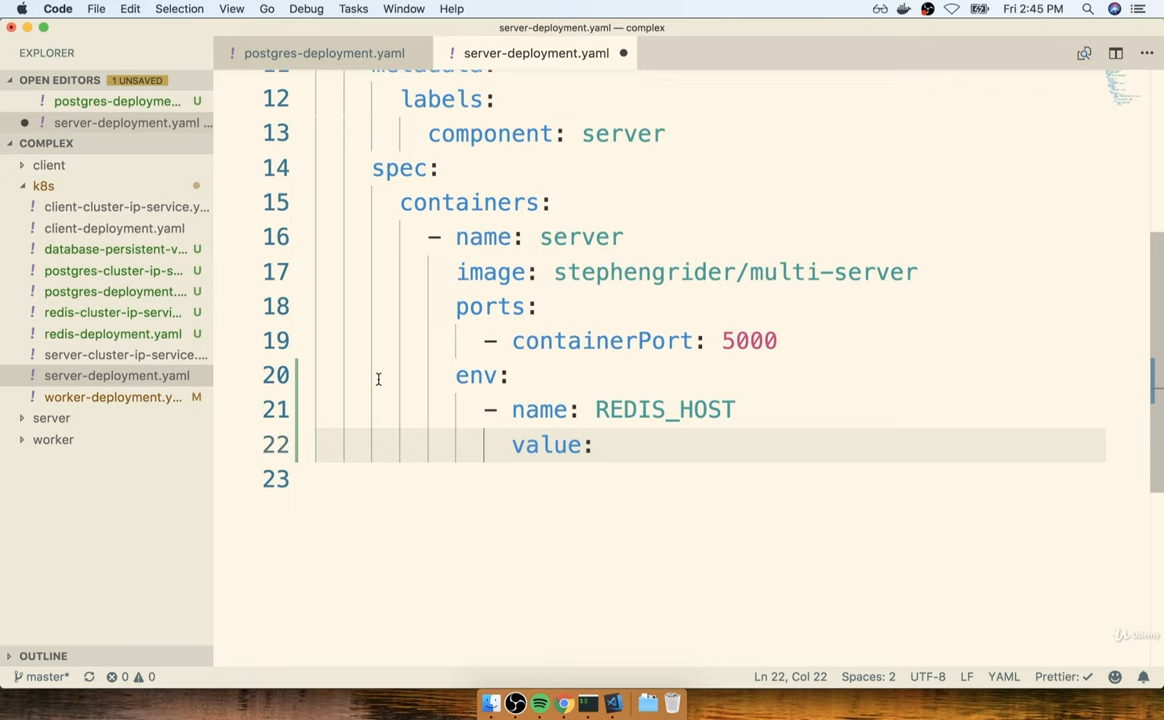 Code File Edit Selection View Go Debug Tasks Window Help Fri 2:45 PM
server-deployment.yaml — complex
EXPLORER
postgres-deployment.yaml
server-deployment.yaml
OPEN EDITORS 1 UNSAVED
postgres-deployme... U
server-deployment.yaml ...
COMPLEX
client
k8s
client-cluster-ip-service.y...
client-deployment.yaml
database-persistent-v... U
postgres-cluster-ip-s... U
postgres-deployment.... U
redis-cluster-ip-servi... U
redis-deployment.yaml U
server-cluster-ip-service....
server-deployment.yaml
worker-deployment.y... M
server
worker
OUTLINE
11 metadata:
12 labels:
13 component: server
14 spec:
15 containers:
16 - name: server
17 image: stephengrider/multi-server
18 ports:
19 - containerPort: 5000
20 env:
21 - name: REDIS_HOST
22 value:
23
Udemy
master* 0 0 Ln 22, Col 22 Spaces: 2 UTF-8 LF YAML Prettier: ✓